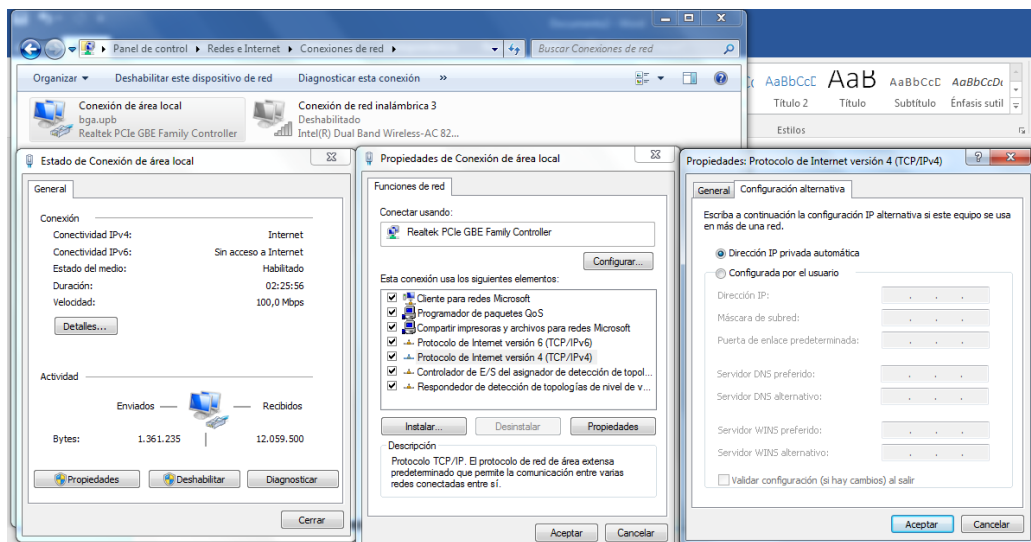 Panel de control ▸ Redes e Internet ▸ Conexiones de red ▸
Buscar Conexiones de red
Organizar
Deshabilitar este dispositivo de red
Diagnosticar esta conexión
»
Conexión de área local
bga.upb
Realtek PCIe GBE Family Controller
Conexión de red inalámbrica 3
Deshabilitado
Intel(R) Dual Band Wireless-AC 82...
AaBbCcC
AaB
AaBbCcD
AaBbCcDc
Título 2
Título
Subtítulo
Énfasis sutil
Estilos
Estado de Conexión de área local
General
Conexión
Conectividad IPv4: Internet
Conectividad IPv6: Sin acceso a Internet
Estado del medio: Habilitado
Duración: 02:25:56
Velocidad: 100,0 Mbps
Detalles...
Actividad
Enviados — — Recibidos
Bytes: 1.361.235 | 12.059.500
Propiedades
Deshabilitar
Diagnosticar
Cerrar
Propiedades de Conexión de área local
Funciones de red
Conectar usando:
Realtek PCIe GBE Family Controller
Configurar...
Esta conexión usa los siguientes elementos:
Cliente para redes Microsoft
Programador de paquetes QoS
Compartir impresoras y archivos para redes Microsoft
Protocolo de Internet versión 6 (TCP/IPv6)
Protocolo de Internet versión 4 (TCP/IPv4)
Controlador de E/S del asignador de detección de topol...
Respondedor de detección de topologías de nivel de v...
Instalar...
Desinstalar
Propiedades
Descripción
Protocolo TCP/IP. El protocolo de red de área extensa
predeterminado que permite la comunicación entre varias
redes conectadas entre sí.
Aceptar
Cancelar
Propiedades: Protocolo de Internet versión 4 (TCP/IPv4)
General
Configuración alternativa
Escriba a continuación la configuración IP alternativa si este equipo se usa
en más de una red.
Dirección IP privada automática
Configurada por el usuario
Dirección IP:
Máscara de subred:
Puerta de enlace predeterminada:
Servidor DNS preferido:
Servidor DNS alternativo:
Servidor WINS preferido:
Servidor WINS alternativo:
Validar configuración (si hay cambios) al salir
Aceptar
Cancelar